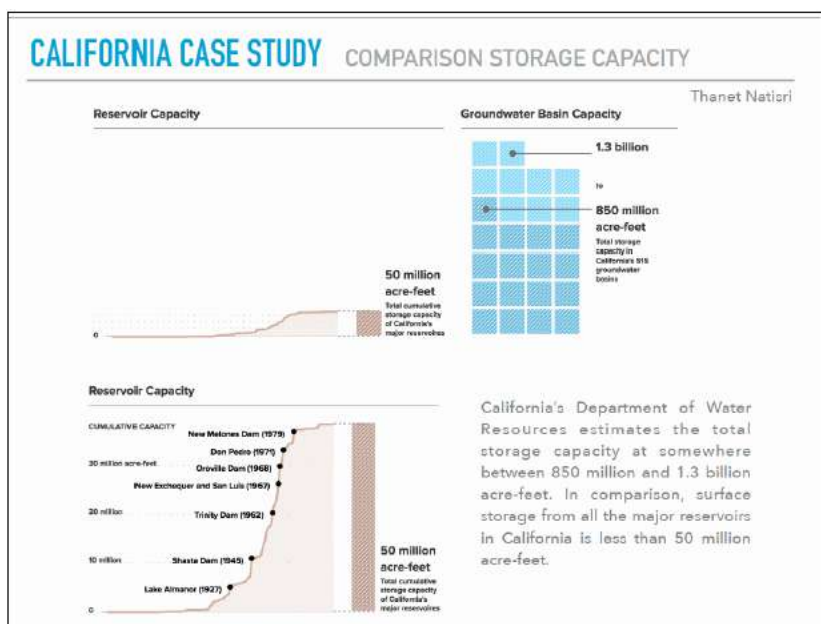 CALIFORNIA CASE STUDY COMPARISON STORAGE CAPACITY
Thanet Natisri
Reservoir Capacity
50 million
acre-feet
Total cumulative
storage capacity
of California's
major reservoires
0
Groundwater Basin Capacity
1.3 billion
to
850 million
acre-feet
Total storage
capacity in
California's 515
groundwater
basins
Reservoir Capacity
CUMULATIVE CAPACITY
New Melones Dam (1979)
Don Pedro (1971)
30 million acre-feet
Oroville Dam (1968)
New Exchequer and San Luis (1967)
20 million
Trinity Dam (1962)
10 million
Shasta Dam (1945)
Lake Almanor (1927)
0
50 million
acre-feet
Total cumulative
storage capacity
of California's
major reservoires
California's Department of Water
Resources estimates the total
storage capacity at somewhere
between 850 million and 1.3 billion
acre-feet. In comparison, surface
storage from all the major reservoirs
in California is less than 50 million
acre-feet.